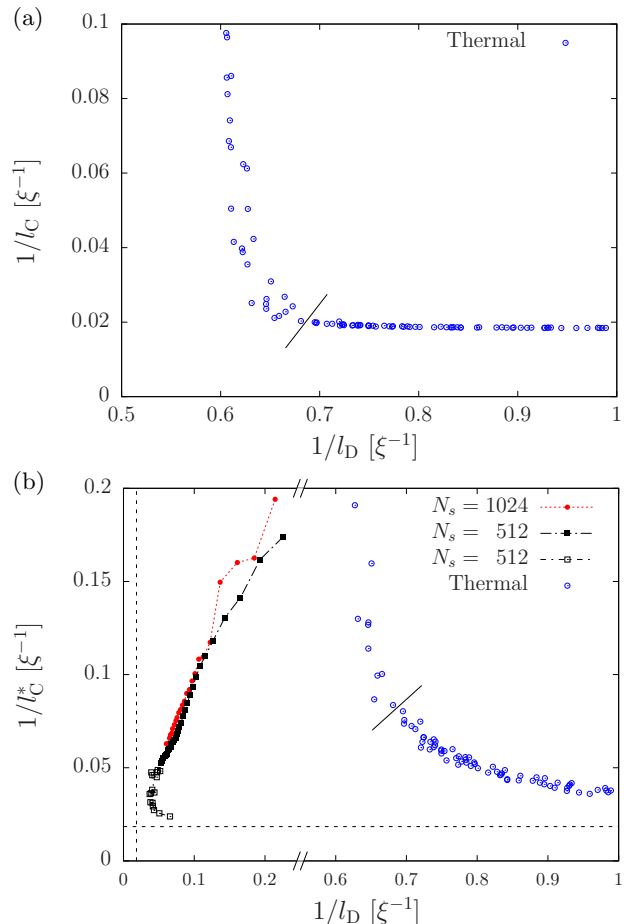 (a)
0.1
0.08
0.06
0.04
0.02
0
1/l_C [ξ⁻¹]
Thermal
0.5
0.6
0.7
0.8
0.9
1
1/l_D [ξ⁻¹]
(b)
0.2
0.15
0.1
0.05
0
1/l*_C [ξ⁻¹]
N_s = 1024
N_s = 512
N_s = 512
Thermal
0
0.1
0.2
0.6
0.7
0.8
0.9
1
1/l_D [ξ⁻¹]